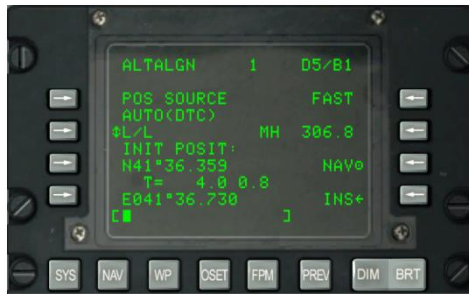 ALTALGN 1 D5/B1
POS SOURCE FAST
AUTO(DTC)
↕L/L MH 306.8
INIT POSIT:
N41°36.359 NAV⊙
T= 4.0 0.8
E041°36.730 INS←
[ ]
SYS NAV WP OSET FPM PREV DIM BRT